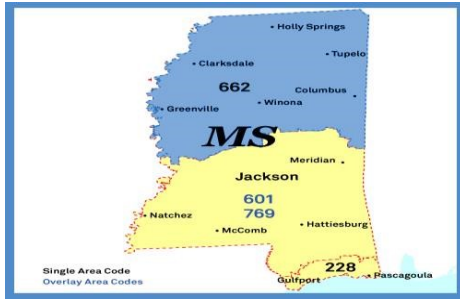 Holly Springs
Tupelo
Clarksdale
662
Columbus
Winona
Greenville
MS
Meridian
Jackson
601
769
Natchez
Hattiesburg
McComb
228
Single Area Code
Pascagoula
Gulfport
Overlay Area Codes